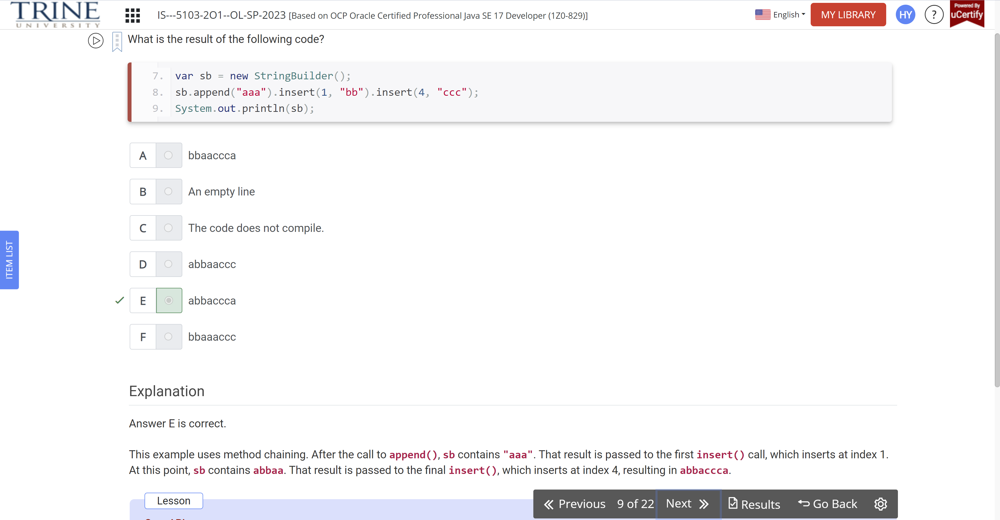 TRINE
UNIVERSITY
IS---5103-2O1--OL-SP-2023 [Based on OCP Oracle Certified Professional Java SE 17 Developer (1Z0-829)]
English
MY LIBRARY
HY
?
Powered By
uCertify
What is the result of the following code?
7. var sb = new StringBuilder();
8. sb.append("aaa").insert(1, "bb").insert(4, "ccc");
9. System.out.println(sb);
A bbaaccca
B An empty line
C The code does not compile.
D abbaaccc
E abbaccca
F bbaaaccc
ITEM LIST
Explanation
Answer E is correct.
This example uses method chaining. After the call to append(), sb contains "aaa". That result is passed to the first insert() call, which inserts at index 1.
At this point, sb contains abbaa. That result is passed to the final insert(), which inserts at index 4, resulting in abbaccca.
Lesson
Previous 9 of 22 Next Results Go Back